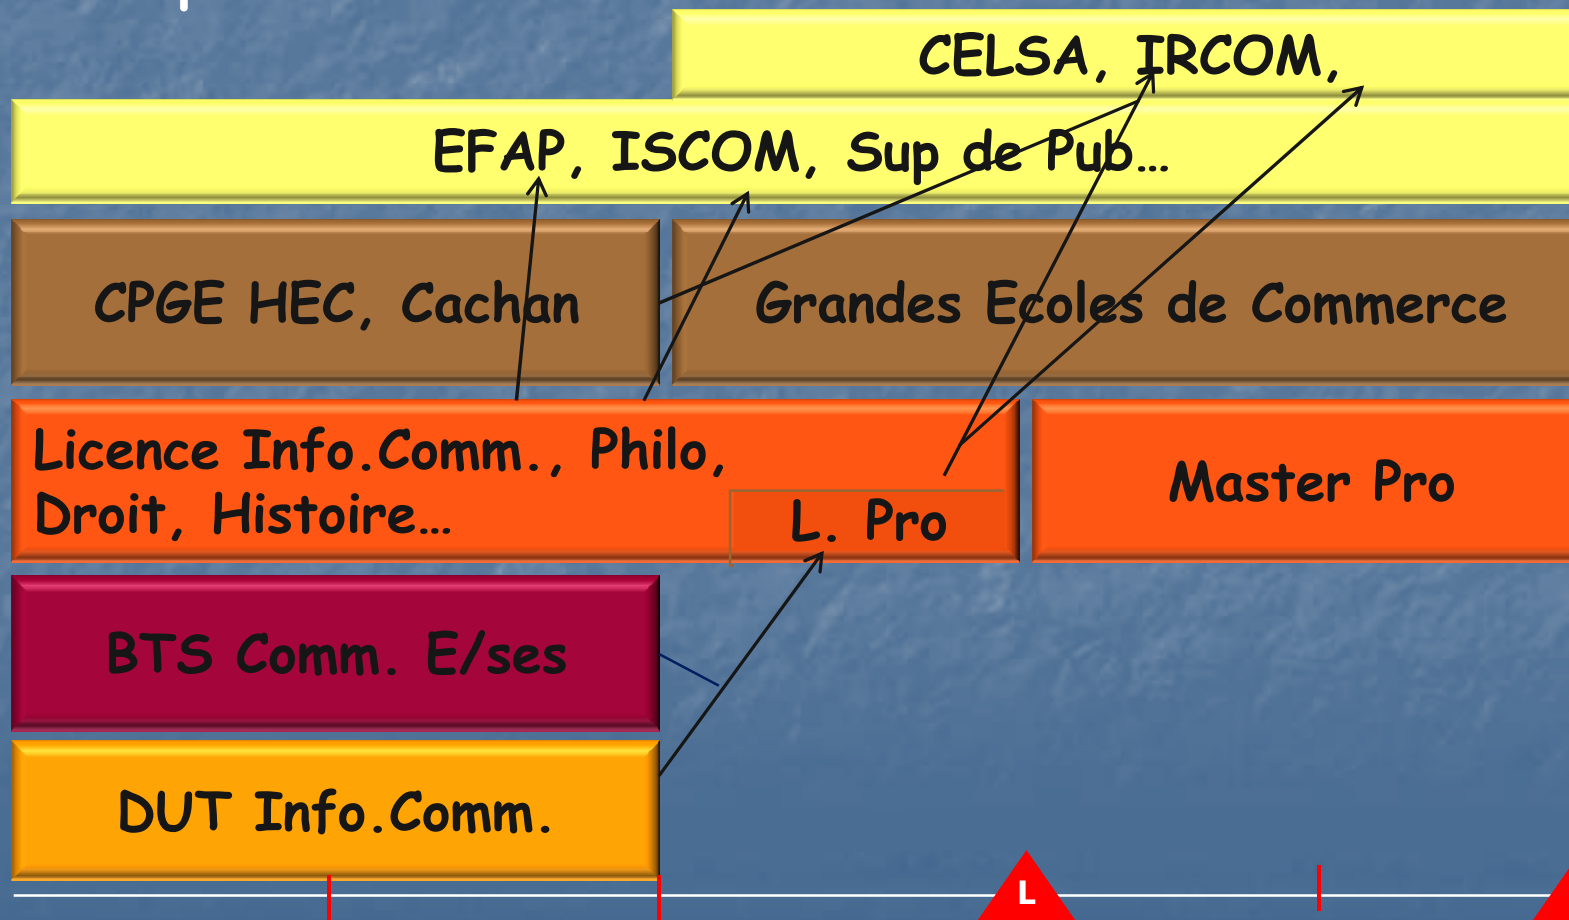 CELSA, IRCOM,
EFAP, ISCOM, Sup de Pub...
CPGE HEC, Cachan
Grandes Ecoles de Commerce
Licence Info.Comm., Philo,
Droit, Histoire...
L. Pro
Master Pro
BTS Comm. E/ses
DUT Info.Comm.
L